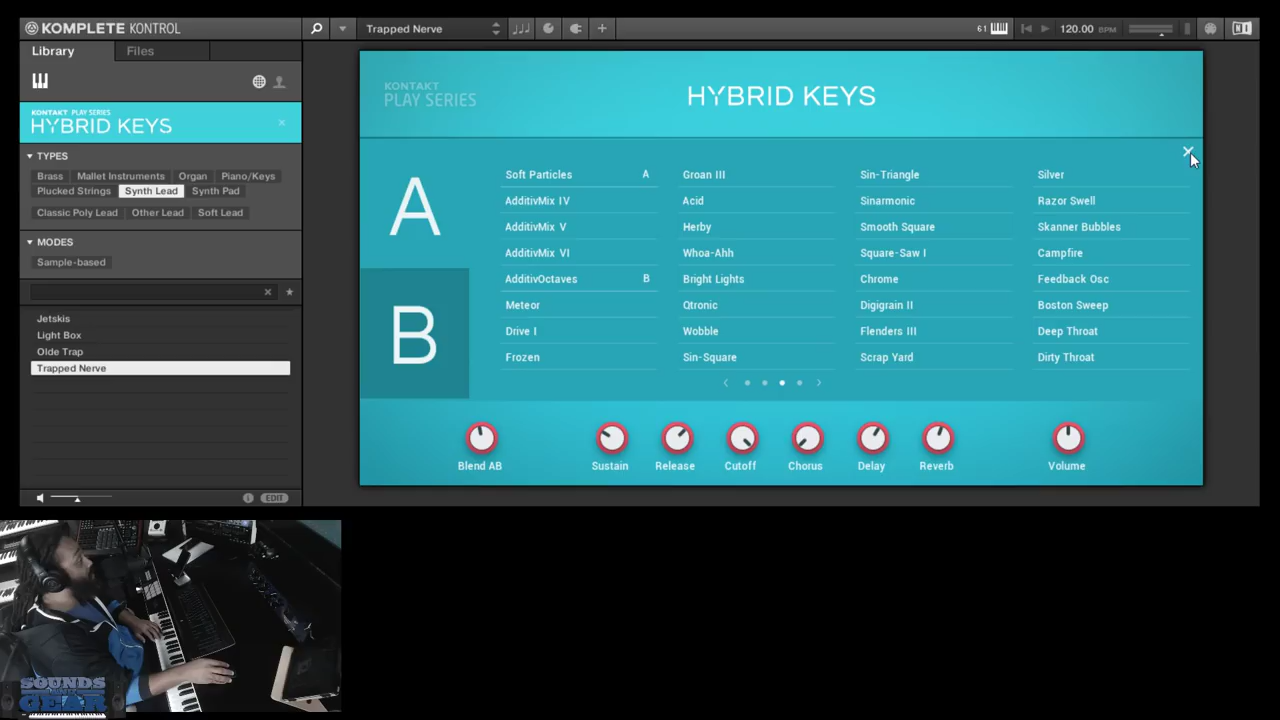 KOMPLETE KONTROL
Trapped Nerve
61
120.00 BPM
Library
Files
KONTAKT PLAY SERIES
HYBRID KEYS
TYPES
Brass
Mallet Instruments
Organ
Piano/Keys
Plucked Strings
Synth Lead
Synth Pad
Classic Poly Lead
Other Lead
Soft Lead
MODES
Sample-based
Jetskis
Light Box
Olde Trap
Trapped Nerve
EDIT
KONTAKT
PLAY SERIES
HYBRID KEYS
A
B
Soft Particles A
AdditivMix IV
AdditivMix V
AdditivMix VI
AdditivOctaves B
Meteor
Drive I
Frozen
Groan III
Acid
Herby
Whoa-Ahh
Bright Lights
Qtronic
Wobble
Sin-Square
Sin-Triangle
Sinarmonic
Smooth Square
Square-Saw I
Chrome
Digigrain II
Flenders III
Scrap Yard
Silver
Razor Swell
Skanner Bubbles
Campfire
Feedback Osc
Boston Sweep
Deep Throat
Dirty Throat
Blend AB
Sustain
Release
Cutoff
Chorus
Delay
Reverb
Volume
SOUNDS
GEAR